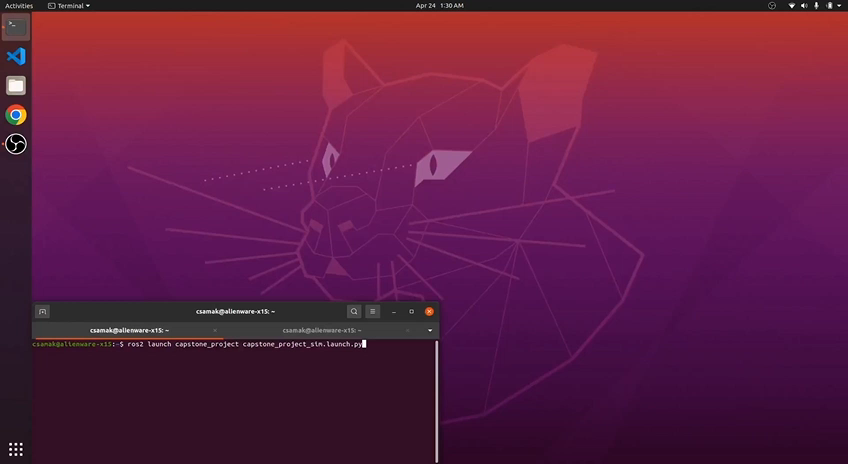 Activities
Terminal
Apr 24 1:30 AM
csamak@alienware-x15: ~
csamak@alienware-x15: ~
csamak@alienware-x15: ~
csamak@alienware-x15:~$ ros2 launch capstone_project capstone_project_sim.launch.py